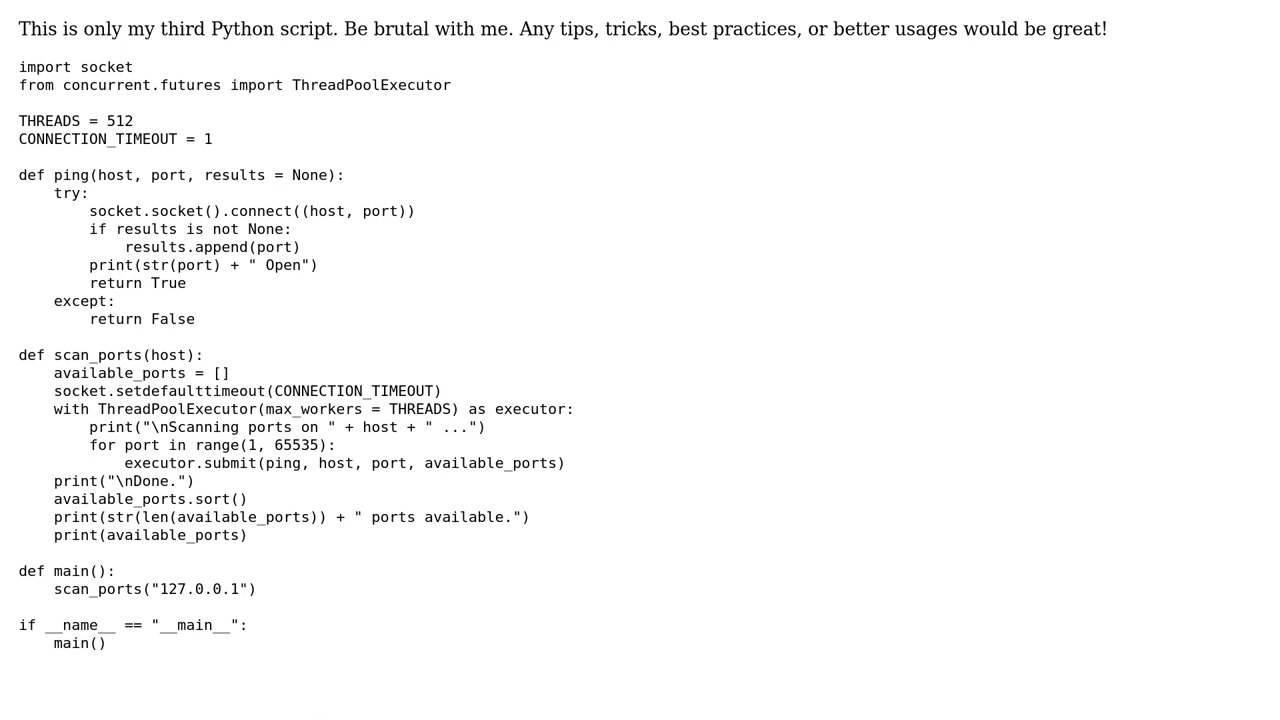 This is only my third Python script. Be brutal with me. Any tips, tricks, best practices, or better usages would be great!
import socket
from concurrent.futures import ThreadPoolExecutor

THREADS = 512
CONNECTION_TIMEOUT = 1

def ping(host, port, results = None):
    try:
        socket.socket().connect((host, port))
        if results is not None:
            results.append(port)
        print(str(port) + " Open")
        return True
    except:
        return False

def scan_ports(host):
    available_ports = []
    socket.setdefaulttimeout(CONNECTION_TIMEOUT)
    with ThreadPoolExecutor(max_workers = THREADS) as executor:
        print("\nScanning ports on " + host + " ...")
        for port in range(1, 65535):
            executor.submit(ping, host, port, available_ports)
    print("\nDone.")
    available_ports.sort()
    print(str(len(available_ports)) + " ports available.")
    print(available_ports)

def main():
    scan_ports("127.0.0.1")

if __name__ == "__main__":
    main()